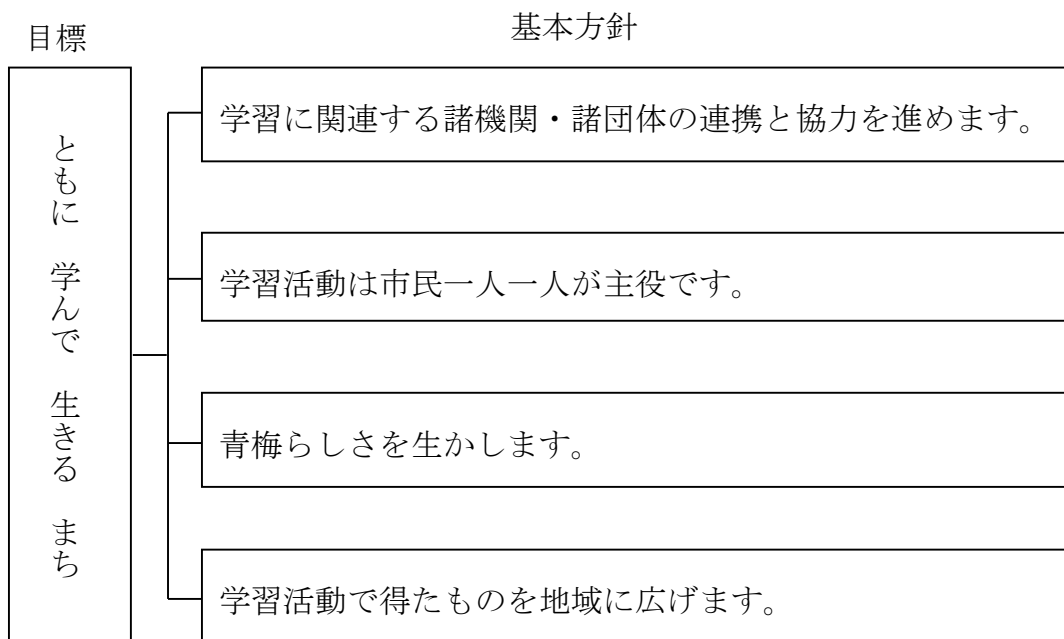 目標
基本方針
ともに 学んで 生きる まち
学習に関連する諸機関・諸団体の連携と協力を進めます。
学習活動は市民一人一人が主役です。
青梅らしさを生かします。
学習活動で得たものを地域に広げます。